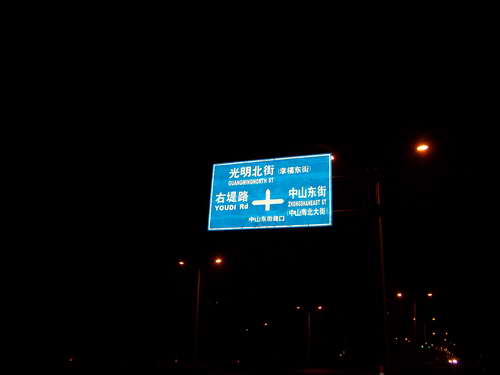 光明北街 (幸福东街)
GUANGMINGNORTH ST
右堤路
YOUDI Rd
中山东街
ZHONGSHANEAST ST
(中山南北大街)
中山东街路口